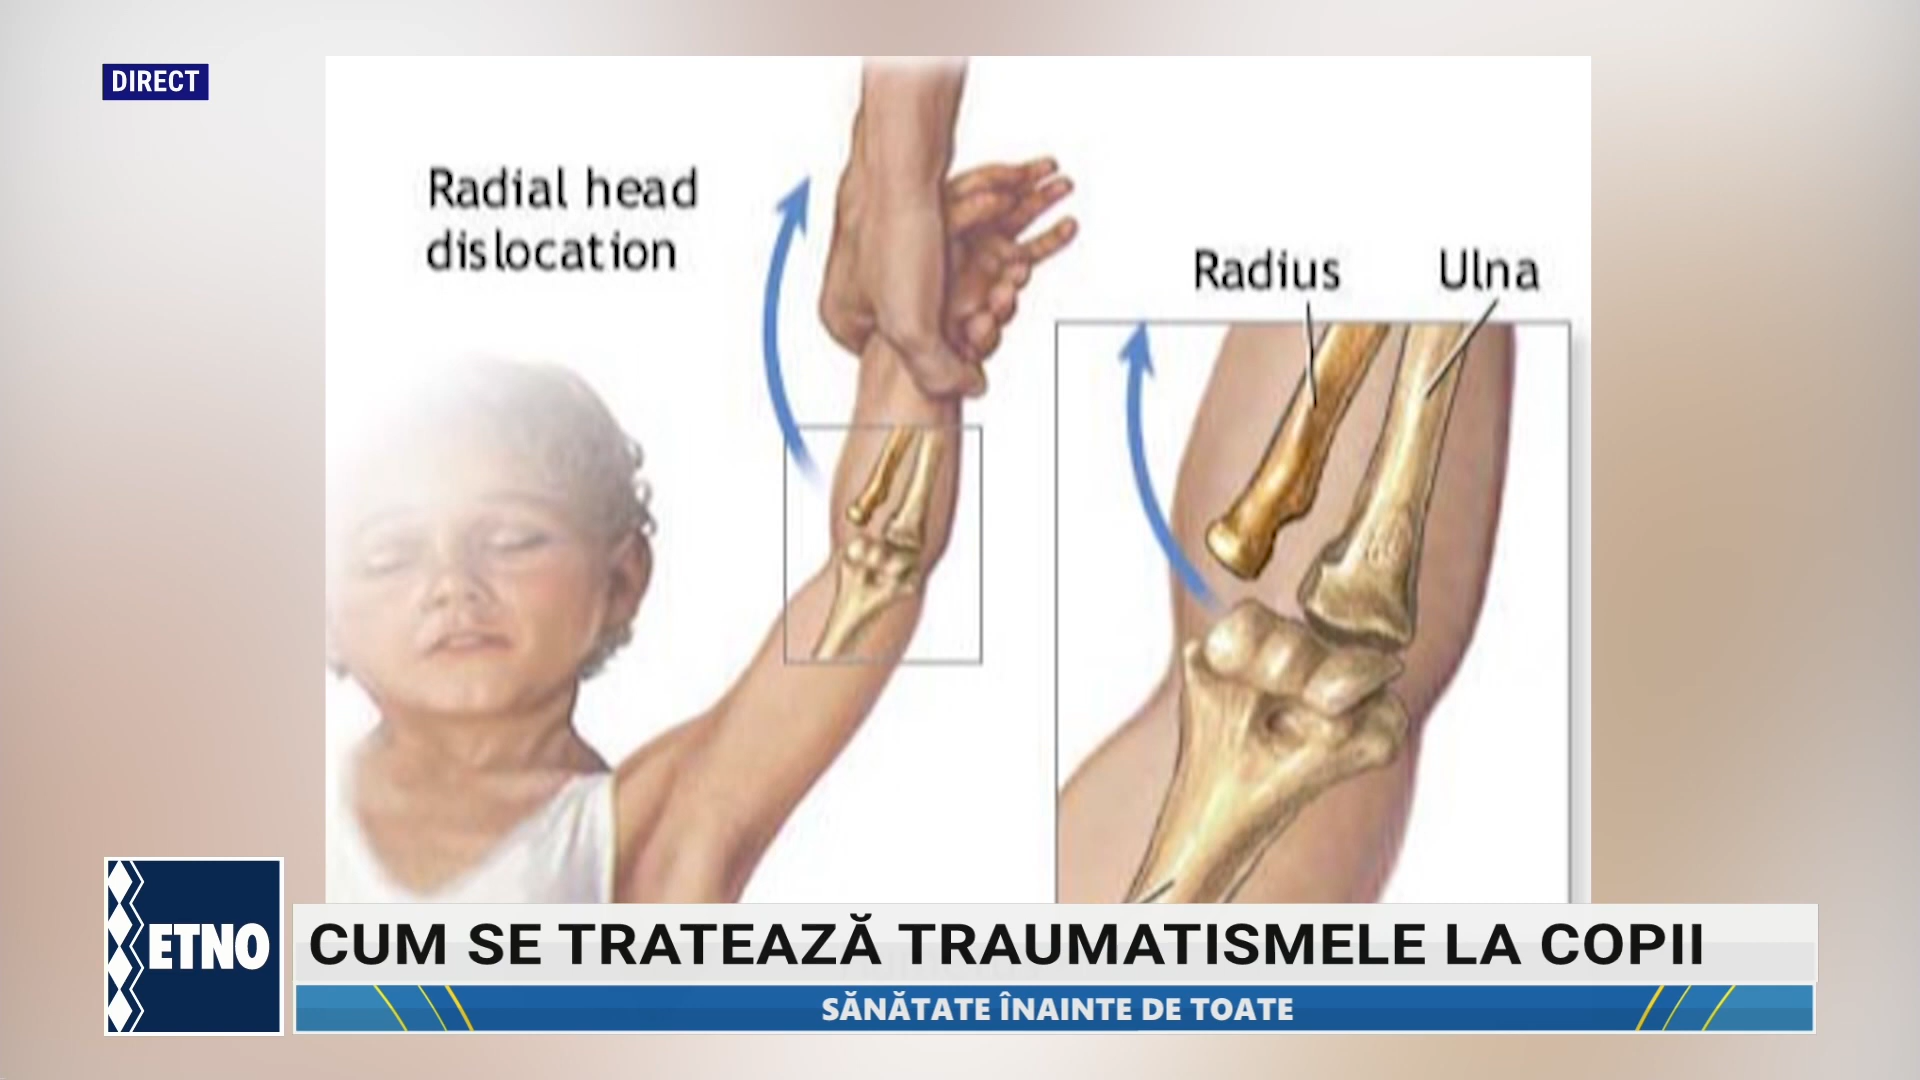 DIRECT
Radial head
dislocation
Radius
Ulna
ETNO
CUM SE TRATEAZĂ TRAUMATISMELE LA COPII
SĂNĂTATE ÎNAINTE DE TOATE